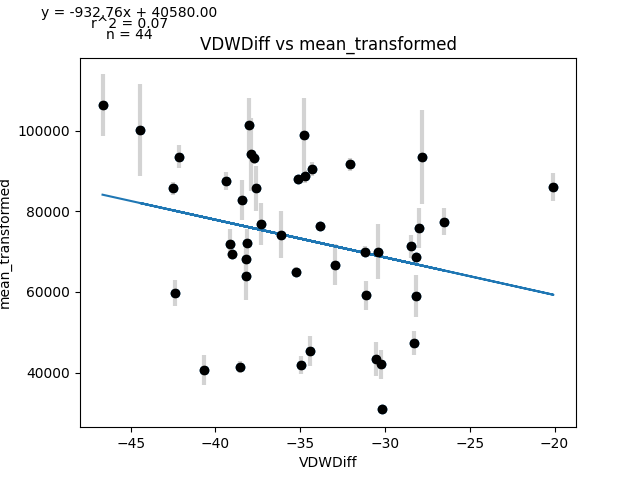 y = -932.76x + 40580.00
r^2 = 0.07
n = 44
VDWDiff vs mean_transformed
100000
80000
60000
40000
mean_transformed
−45
−40
−35
−30
−25
−20
VDWDiff